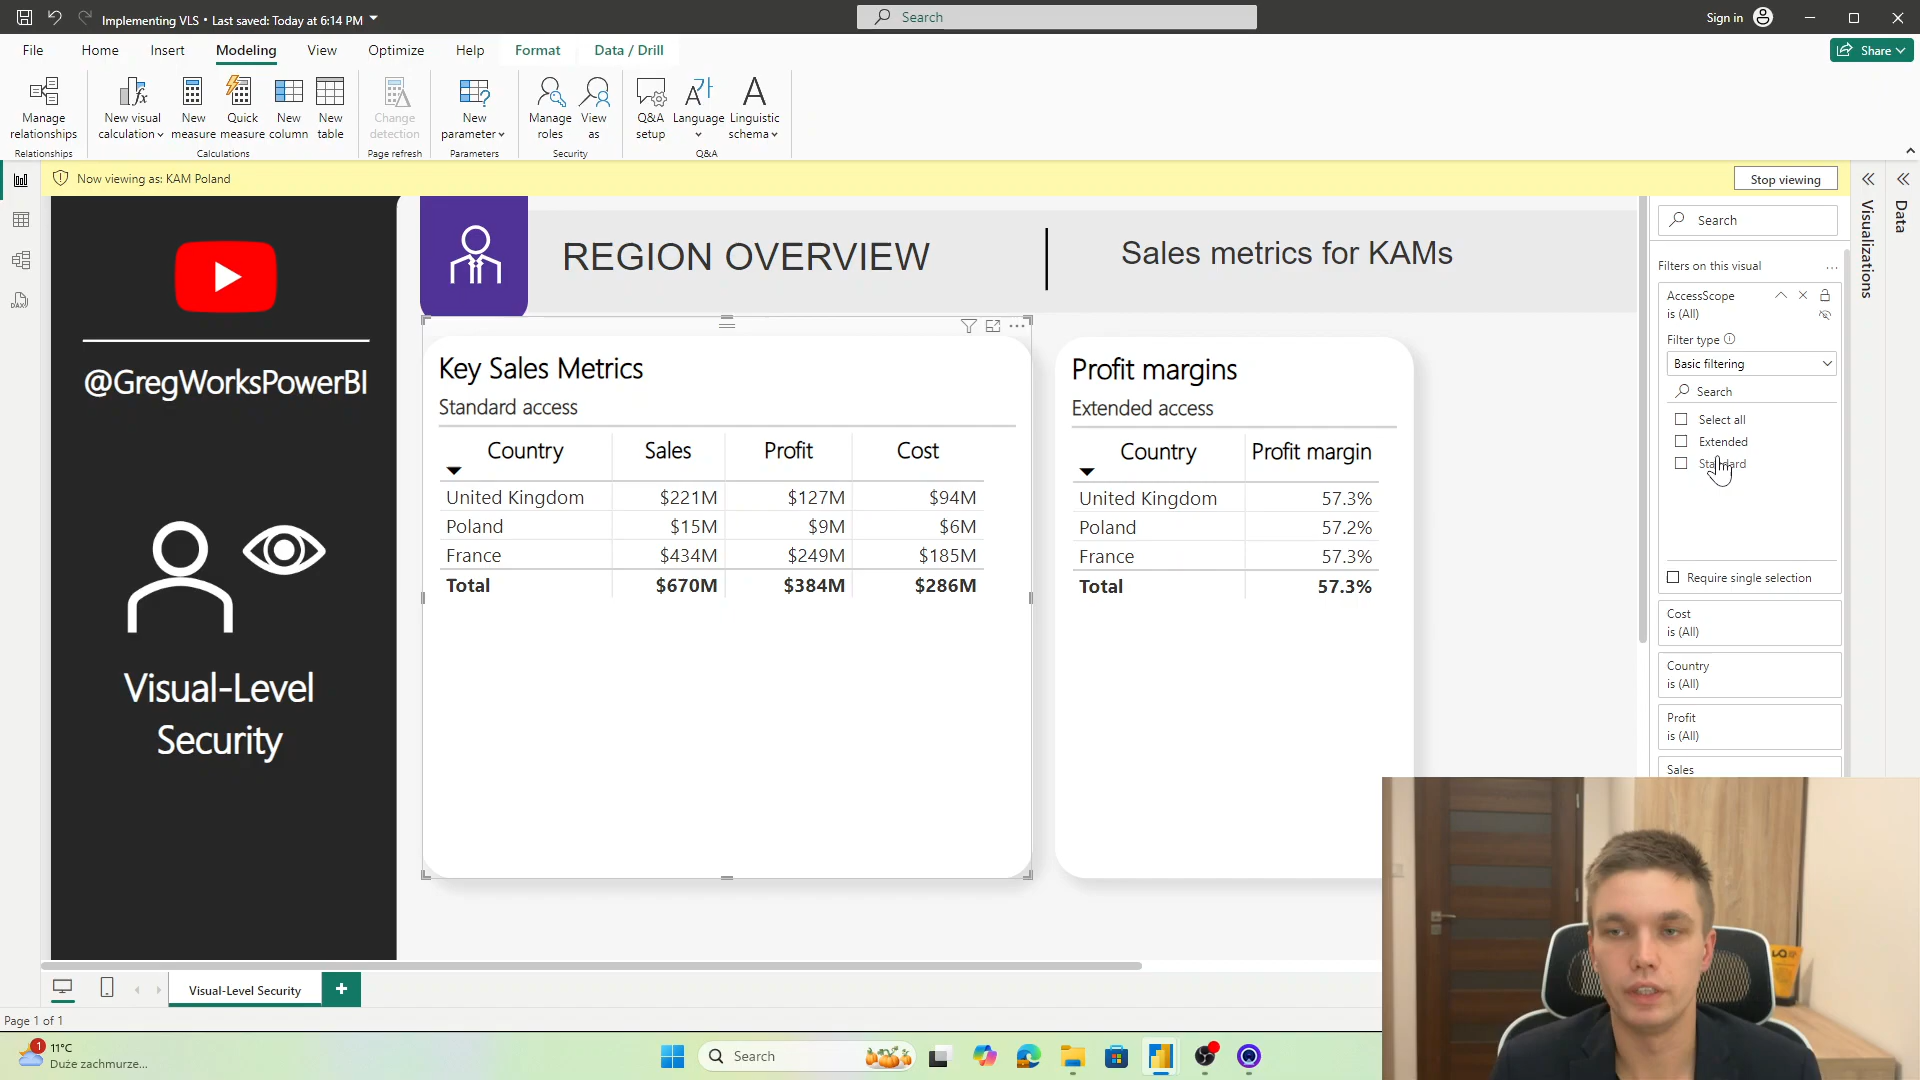 Implementing VLS • Last saved: Today at 6:14 PM
Search
Sign in
File
Home
Insert
Modeling
View
Optimize
Help
Format
Data / Drill
Share
Manage relationships
New visual calculation
New measure
Quick measure
New column
New table
Change detection
New parameter
Manage roles
View as
Q&A setup
Language
Linguistic schema
Relationships
Calculations
Page refresh
Parameters
Security
Q&A
Now viewing as: KAM Poland
Stop viewing
@GregWorksPowerBI
Visual-Level
Security
REGION OVERVIEW
Sales metrics for KAMs
Key Sales Metrics
Standard access
Country Sales Profit Cost
United Kingdom $221M $127M $94M
Poland $15M $9M $6M
France $434M $249M $185M
Total $670M $384M $286M
Profit margins
Extended access
Country Profit margin
United Kingdom 57.3%
Poland 57.2%
France 57.3%
Total 57.3%
Search
Filters on this visual
AccessScope
is (All)
Filter type
Basic filtering
Search
Select all
Extended
Standard
Require single selection
Cost
is (All)
Country
is (All)
Profit
is (All)
Sales
Visualizations
Data
DAX
Visual-Level Security
Page 1 of 1
1
11°C
Duże zachmurze...
Search